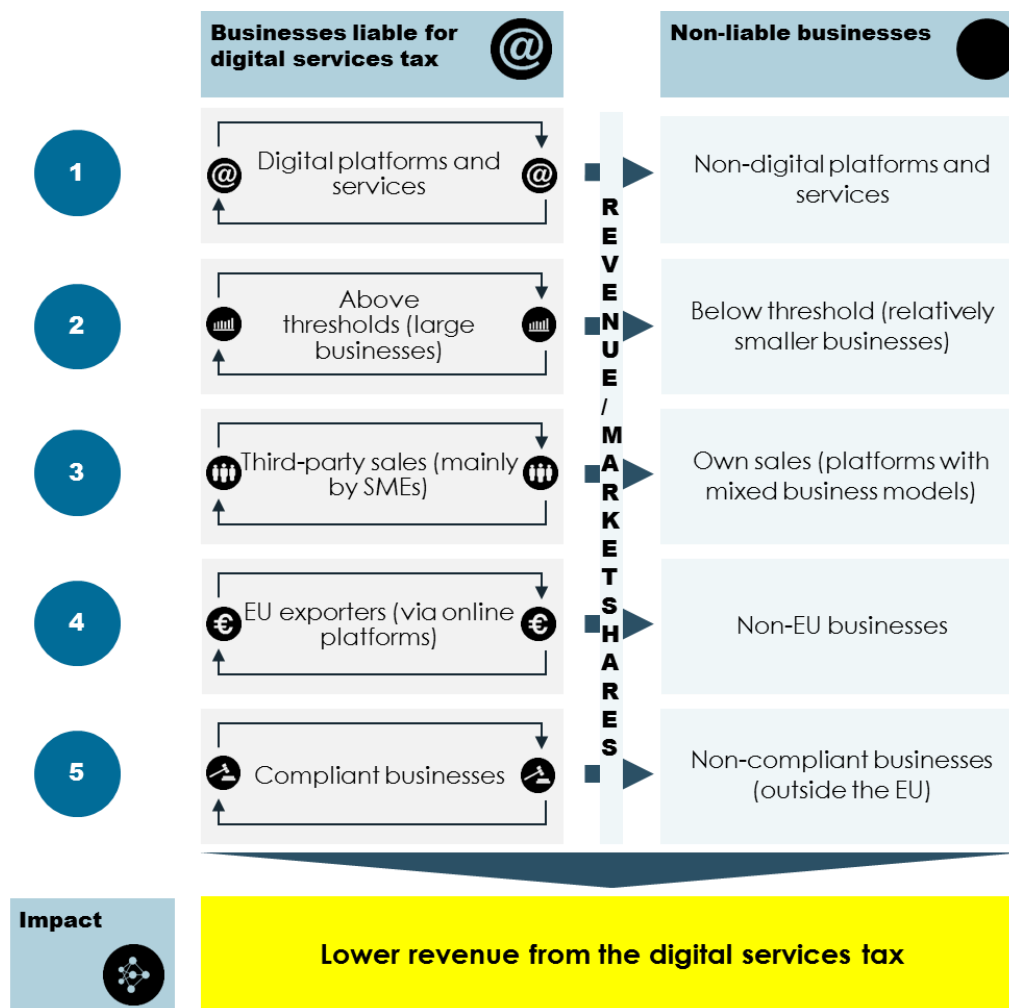 Businesses liable for
digital services tax
@
Non-liable businesses
1
@
Digital platforms and
services
@
Non-digital platforms and
services
2
Above
thresholds (large
businesses)
Below threshold (relatively
smaller businesses)
3
Third-party sales (mainly
by SMEs)
Own sales (platforms with
mixed business models)
4
€
EU exporters (via online
platforms)
€
Non-EU businesses
5
Compliant businesses
Non-compliant businesses
(outside the EU)
REVENUE/MARKETSHARES
Impact
Lower revenue from the digital services tax